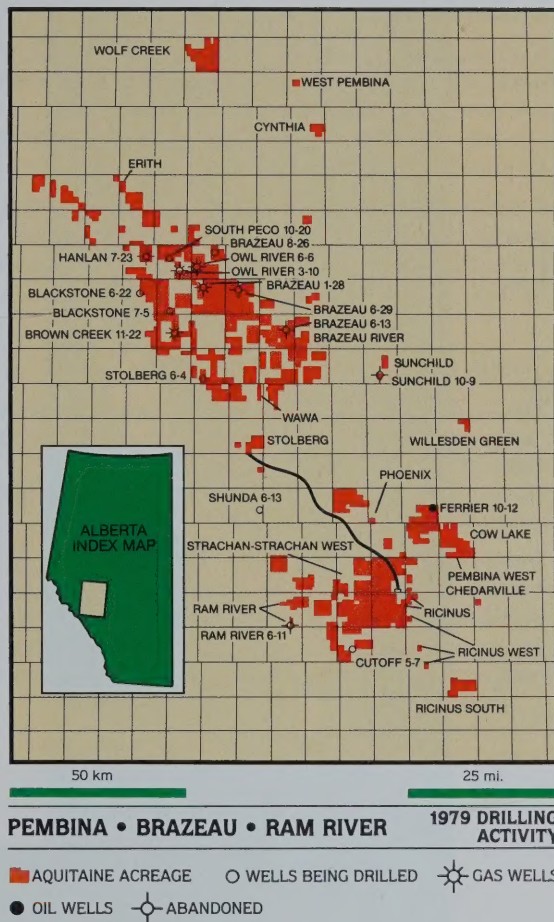 WOLF CREEK
WEST PEMBINA
CYNTHIA
ERITH
SOUTH PECO 10-20
BRAZEAU 8-26
HANLAN 7-23
OWL RIVER 6-6
OWL RIVER 3-10
BRAZEAU 1-28
BLACKSTONE 6-22
BRAZEAU 6-29
BLACKSTONE 7-5
BRAZEAU 6-13
BROWN CREEK 11-22
BRAZEAU RIVER
SUNCHILD
STOLBERG 6-4
SUNCHILD 10-9
WAWA
STOLBERG
WILLESDEN GREEN
PHOENIX
SHUNDA 6-13
FERRIER 10-12
ALBERTA
INDEX MAP
COW LAKE
STRACHAN-STRACHAN WEST
PEMBINA WEST
CHEDARVILLE
RAM RIVER
RICINUS
RAM RIVER 6-11
RICINUS WEST
CUTOFF 5-7
RICINUS SOUTH
50 km
25 mi.
PEMBINA • BRAZEAU • RAM RIVER
1979 DRILLING
ACTIVITY
AQUITAINE ACREAGE
WELLS BEING DRILLED
GAS WELLS
OIL WELLS
ABANDONED